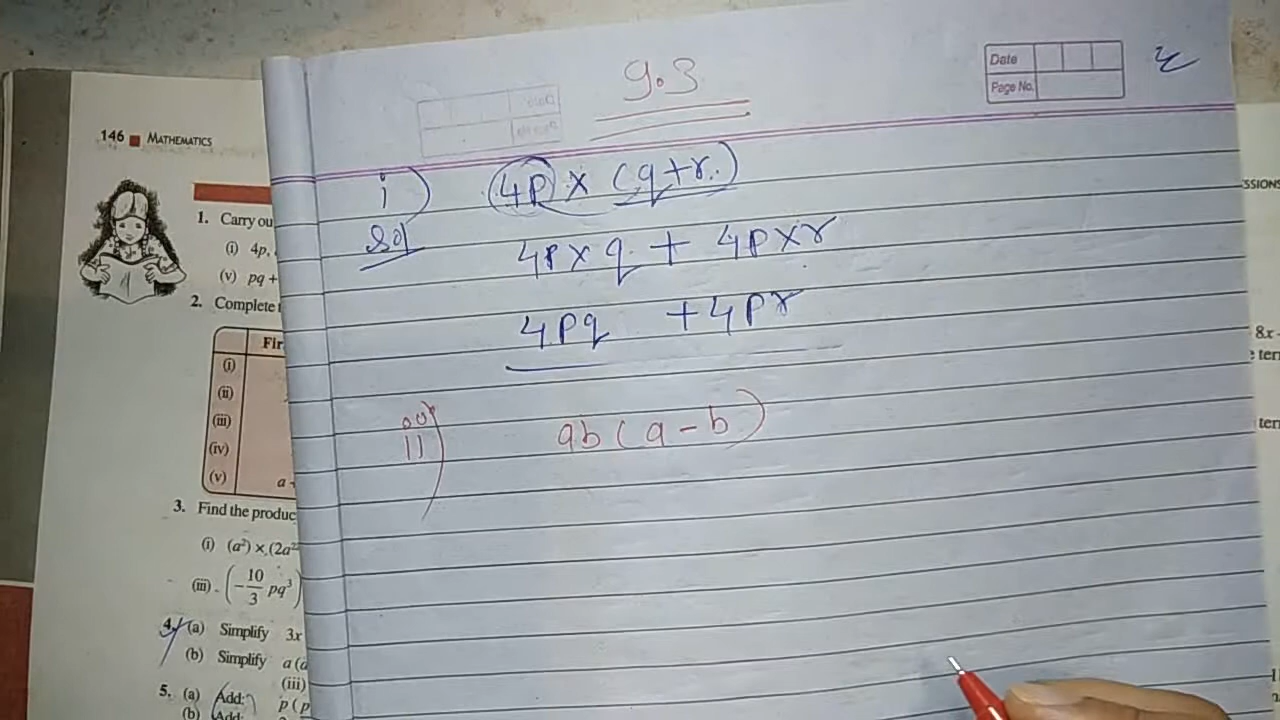 146 ■ MATHEMATICS
1. Carry ou
(i) 4p,
(v) pq +
2. Complete t
Fir
(i)
(ii)
(iii)
(iv)
(v) a +
3. Find the produc
(i) (a²) × (2a²²
(iii) (-10/3 pq³)
4. (a) Simplify 3x
(b) Simplify a (a
(iii)
5. (a) Add: p ( p
(b) Add:
9.3
Date
Page No.
i) 4p × (q+r)
Sol
4p×q + 4p×r
4pq + 4pr
ii) ab(a-b)
SSIONS
8x
e ter
ter